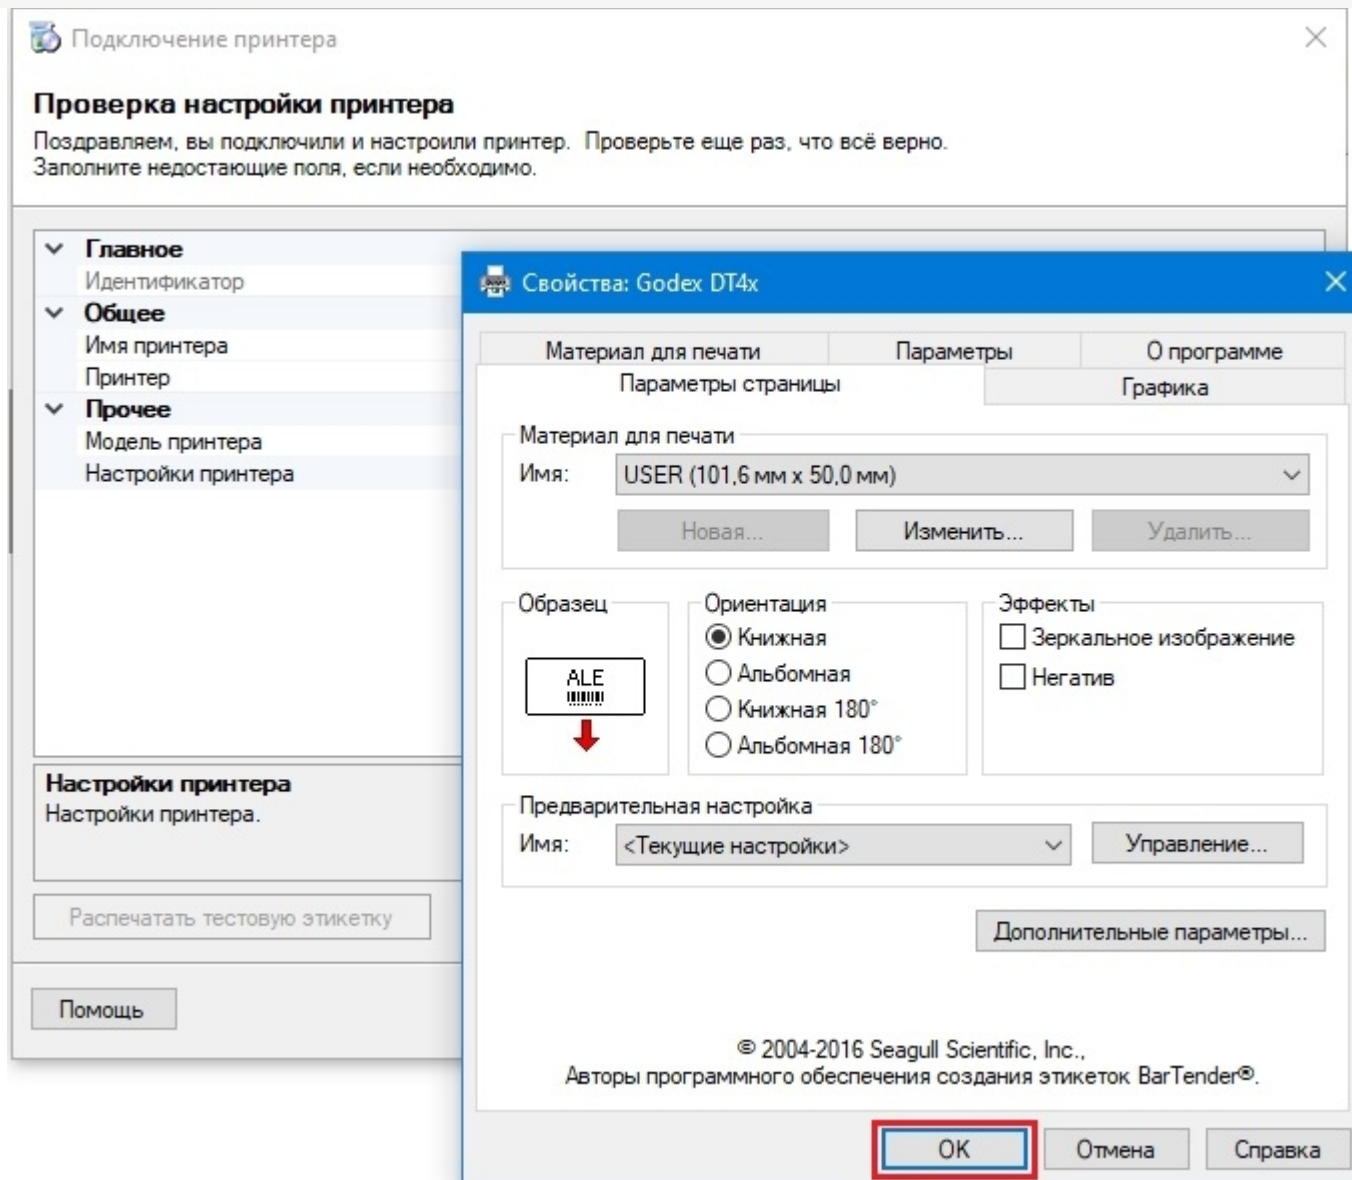 Подключение принтера
Проверка настройки принтера
Поздравляем, вы подключили и настроили принтер. Проверьте еще раз, что всё верно.
Заполните недостающие поля, если необходимо.
Главное
Идентификатор
Общее
Имя принтера
Принтер
Прочее
Модель принтера
Настройки принтера
Настройки принтера
Настройки принтера.
Распечатать тестовую этикетку
Помощь
Свойства: Godex DT4x
Материал для печати
Параметры
О программе
Параметры страницы
Графика
Материал для печати
Имя: USER (101,6 мм x 50,0 мм)
Новая... Изменить... Удалить...
Образец
ALE
Ориентация
Книжная
Альбомная
Книжная 180°
Альбомная 180°
Эффекты
Зеркальное изображение
Негатив
Предварительная настройка
Имя: <Текущие настройки> Управление...
Дополнительные параметры...
© 2004-2016 Seagull Scientific, Inc.,
Авторы программного обеспечения создания этикеток BarTender®.
OK Отмена Справка